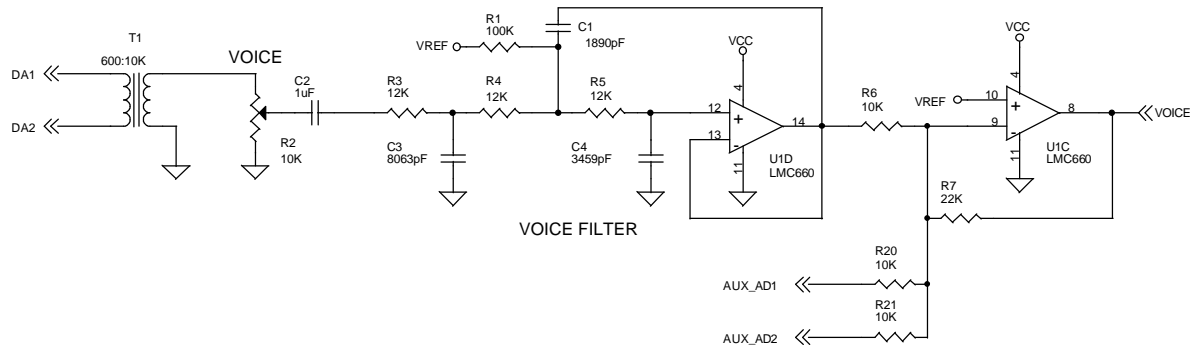 T1
600:10K
DA1
DA2
VOICE
R2
10K
C2
1uF
R3
12K
C3
8063pF
R1
100K
VREF
C1
1890pF
R4
12K
R5
12K
C4
3459pF
VCC
4
12
13
14
+
-
11
U1D
LMC660
VOICE FILTER
R6
10K
VCC
4
VREF
10
9
8
+
-
11
U1C
LMC660
VOICE
R7
22K
R20
10K
AUX_AD1
R21
10K
AUX_AD2